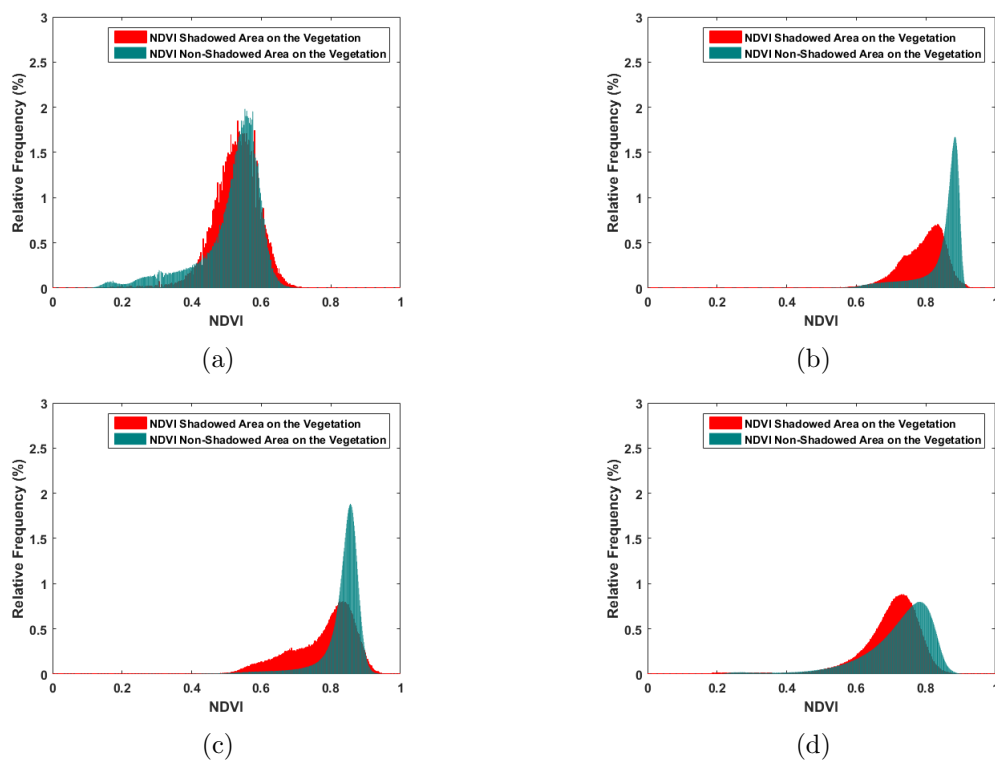 3
2.5
2
1.5
1
0.5
0
Relative Frequency (%)
NDVI Shadowed Area on the Vegetation
NDVI Non-Shadowed Area on the Vegetation
0 0.2 0.4 0.6 0.8 1
NDVI
(a)
3
2.5
2
1.5
1
0.5
0
Relative Frequency (%)
NDVI Shadowed Area on the Vegetation
NDVI Non-Shadowed Area on the Vegetation
0 0.2 0.4 0.6 0.8 1
NDVI
(b)
3
2.5
2
1.5
1
0.5
0
Relative Frequency (%)
NDVI Shadowed Area on the Vegetation
NDVI Non-Shadowed Area on the Vegetation
0 0.2 0.4 0.6 0.8 1
NDVI
(c)
3
2.5
2
1.5
1
0.5
0
Relative Frequency (%)
NDVI Shadowed Area on the Vegetation
NDVI Non-Shadowed Area on the Vegetation
0 0.2 0.4 0.6 0.8 1
NDVI
(d)